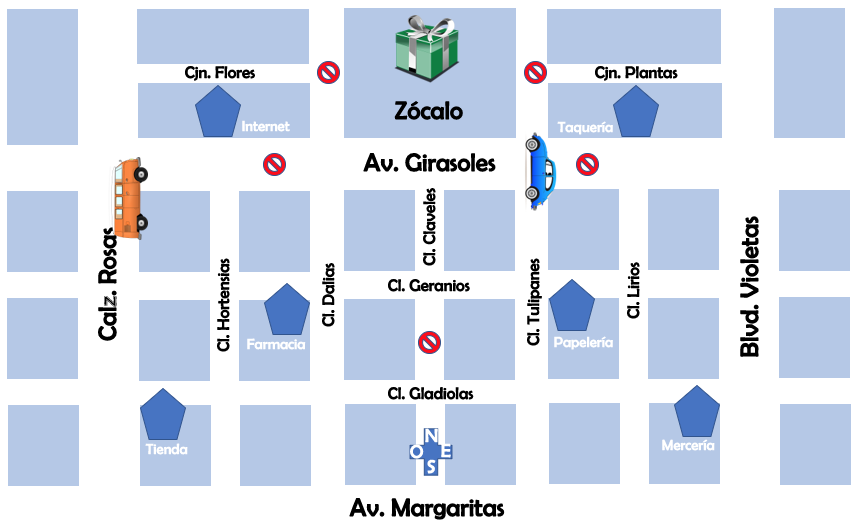 Cjn. Flores
Cjn. Plantas
Zócalo
Internet
Taquería
Av. Girasoles
Cl. Claveles
Calz. Rosas
Cl. Hortensias
Cl. Dalias
Cl. Tulipanes
Cl. Lirios
Blvd. Violetas
Cl. Geranios
Farmacia
Papelería
Cl. Gladiolas
Tienda
Mercería
N
O E
S
Av. Margaritas